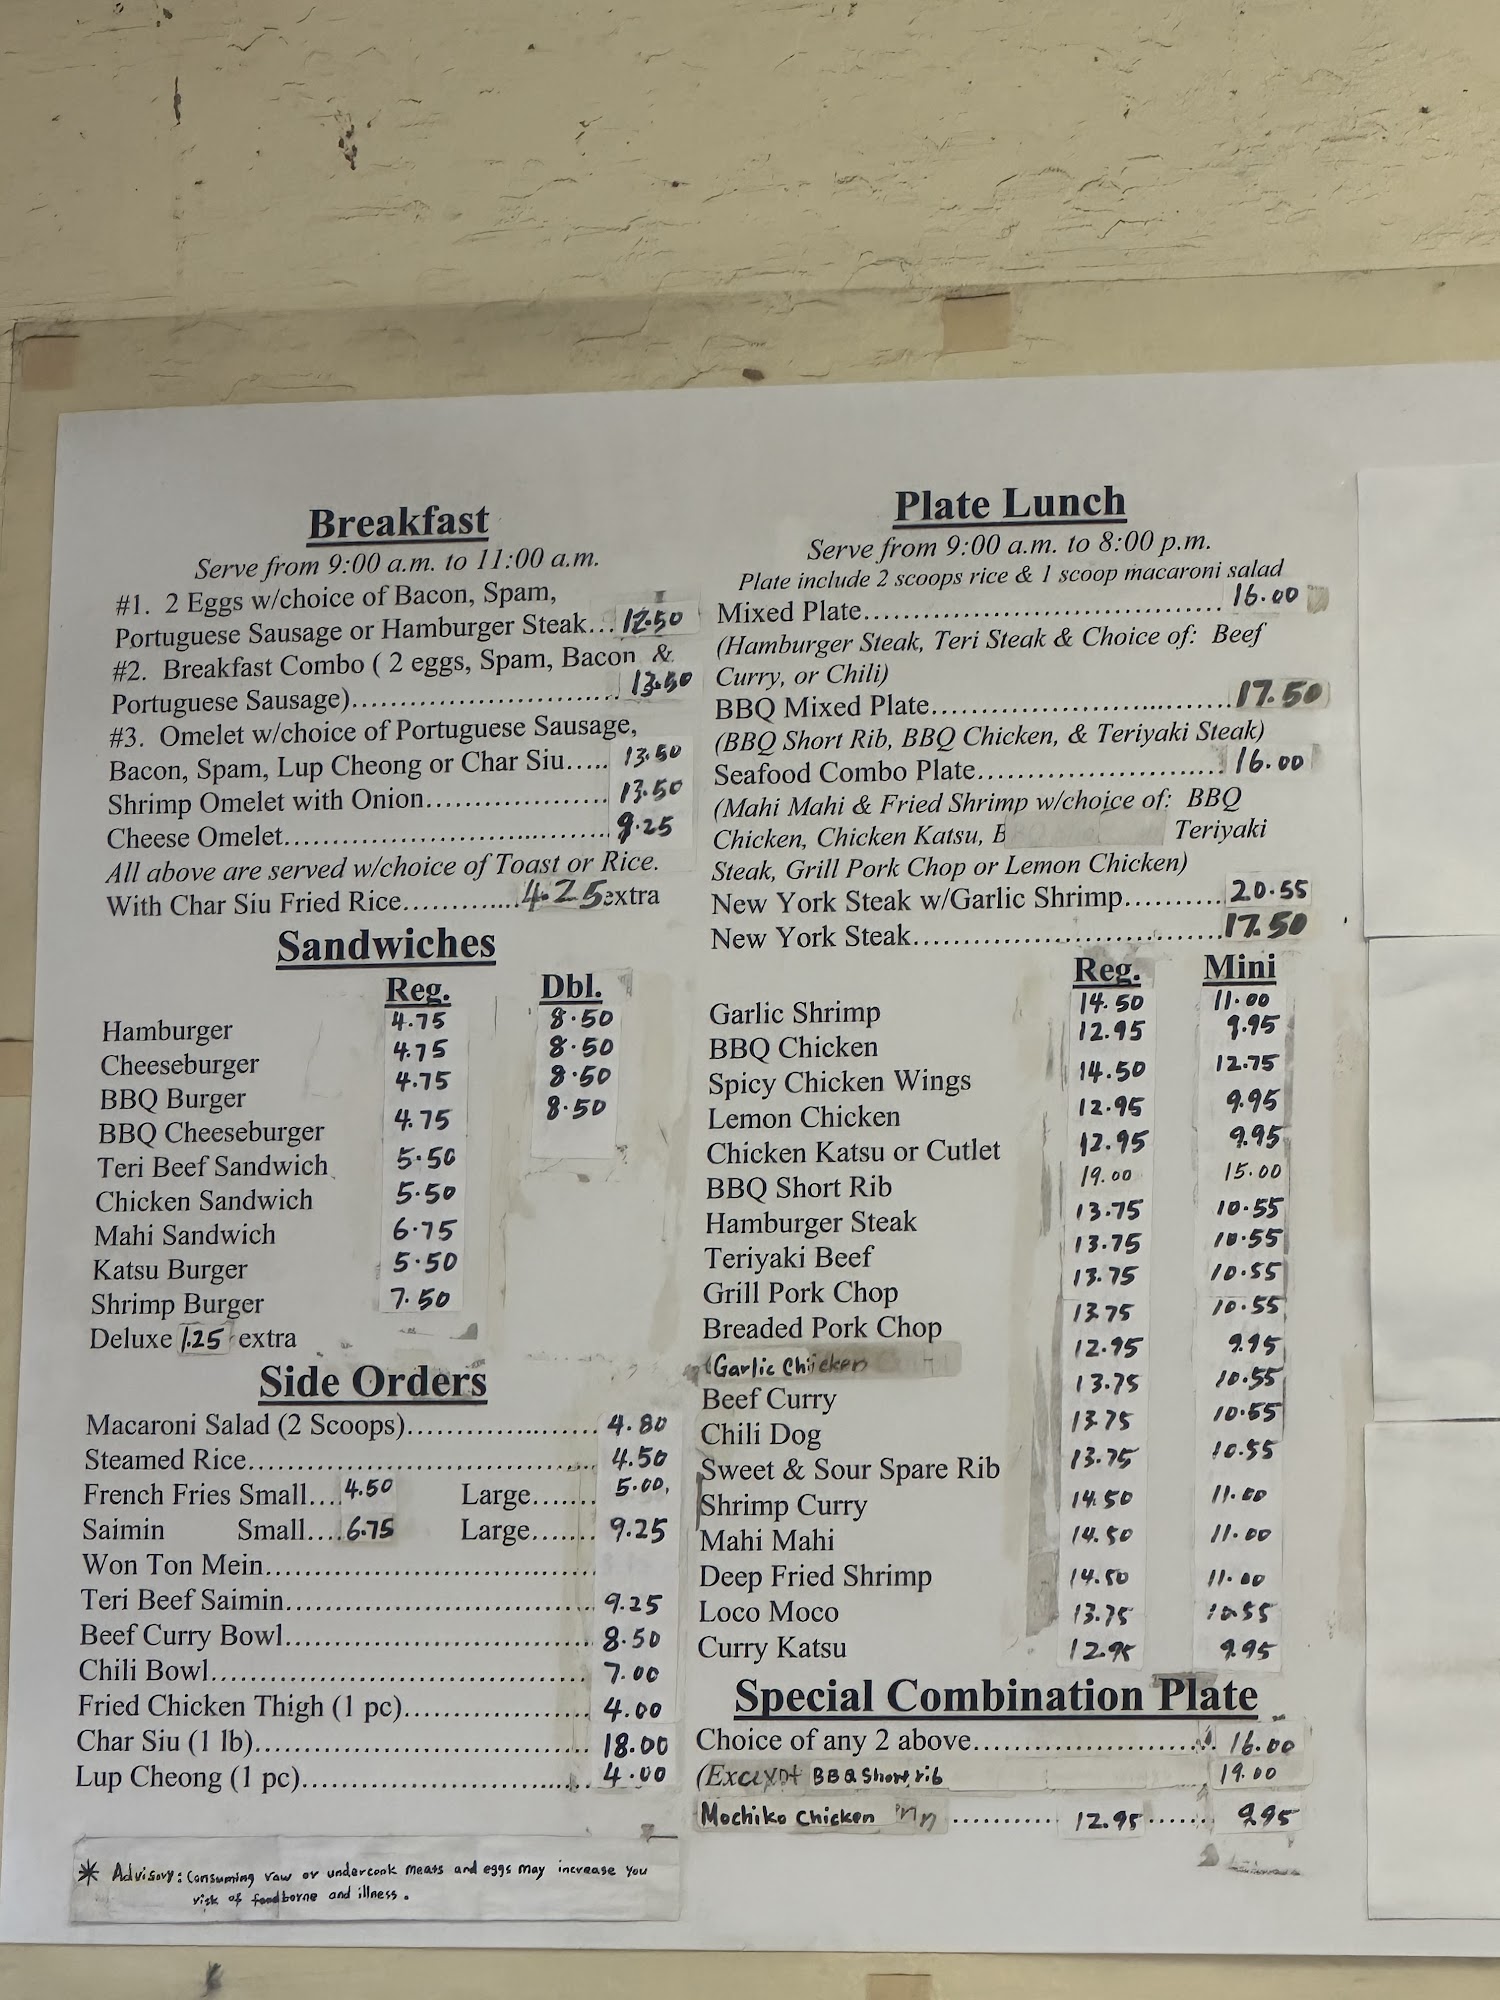 Breakfast
Serve from 9:00 a.m. to 11:00 a.m.
#1. 2 Eggs w/choice of Bacon, Spam,
Portuguese Sausage or Hamburger Steak...12.50
#2. Breakfast Combo ( 2 eggs, Spam, Bacon &
Portuguese Sausage).............................13.50
#3. Omelet w/choice of Portuguese Sausage,
Bacon, Spam, Lup Cheong or Char Siu..... 13.50
Shrimp Omelet with Onion....................13.50
Cheese Omelet....................................9.25
All above are served w/choice of Toast or Rice.
With Char Siu Fried Rice............4.25 extra
Sandwiches
Reg. Dbl.
Hamburger 4.75 8.50
Cheeseburger 4.75 8.50
BBQ Burger 4.75 8.50
BBQ Cheeseburger 4.75 8.50
Teri Beef Sandwich 5.50
Chicken Sandwich 5.50
Mahi Sandwich 6.75
Katsu Burger 5.50
Shrimp Burger 7.50
Deluxe 1.25 extra
Side Orders
Macaroni Salad (2 Scoops).....................4.80
Steamed Rice......................................4.50
French Fries Small....4.50 Large.......5.00
Saimin Small....6.75 Large.......9.25
Won Ton Mein.....................................
Teri Beef Saimin..................................9.25
Beef Curry Bowl..................................8.50
Chili Bowl..........................................7.00
Fried Chicken Thigh (1 pc).....................4.00
Char Siu (1 lb).....................................18.00
Lup Cheong (1 pc)................................4.00
* Advisory: Consuming raw or undercook meats and eggs may increase you
risk of foodborne and illness.
Plate Lunch
Serve from 9:00 a.m. to 8:00 p.m.
Plate include 2 scoops rice & 1 scoop macaroni salad
Mixed Plate.....................................16.00
(Hamburger Steak, Teri Steak & Choice of: Beef
Curry, or Chili)
BBQ Mixed Plate...............................17.50
(BBQ Short Rib, BBQ Chicken, & Teriyaki Steak)
Seafood Combo Plate..........................16.00
(Mahi Mahi & Fried Shrimp w/choice of: BBQ
Chicken, Chicken Katsu, Teriyaki
Steak, Grill Pork Chop or Lemon Chicken)
New York Steak w/Garlic Shrimp..........20.55
New York Steak................................17.50
Reg. Mini
Garlic Shrimp 14.50 11.00
BBQ Chicken 12.95 9.95
Spicy Chicken Wings 14.50 12.75
Lemon Chicken 12.95 9.95
Chicken Katsu or Cutlet 12.95 9.95
BBQ Short Rib 19.00 15.00
Hamburger Steak 13.75 10.55
Teriyaki Beef 13.75 10.55
Grill Pork Chop 13.75 10.55
Breaded Pork Chop 13.75 10.55
Garlic Chicken 12.95 9.95
Beef Curry 13.75 10.55
Chili Dog 13.75 10.55
Sweet & Sour Spare Rib 13.75 10.55
Shrimp Curry 14.50 11.00
Mahi Mahi 14.50 11.00
Deep Fried Shrimp 14.50 11.00
Loco Moco 13.75 10.55
Curry Katsu 12.95 9.95
Special Combination Plate
Choice of any 2 above.........................16.00
(Except BBQ Short rib 19.00
Mochiko Chicken ............12.95......9.95